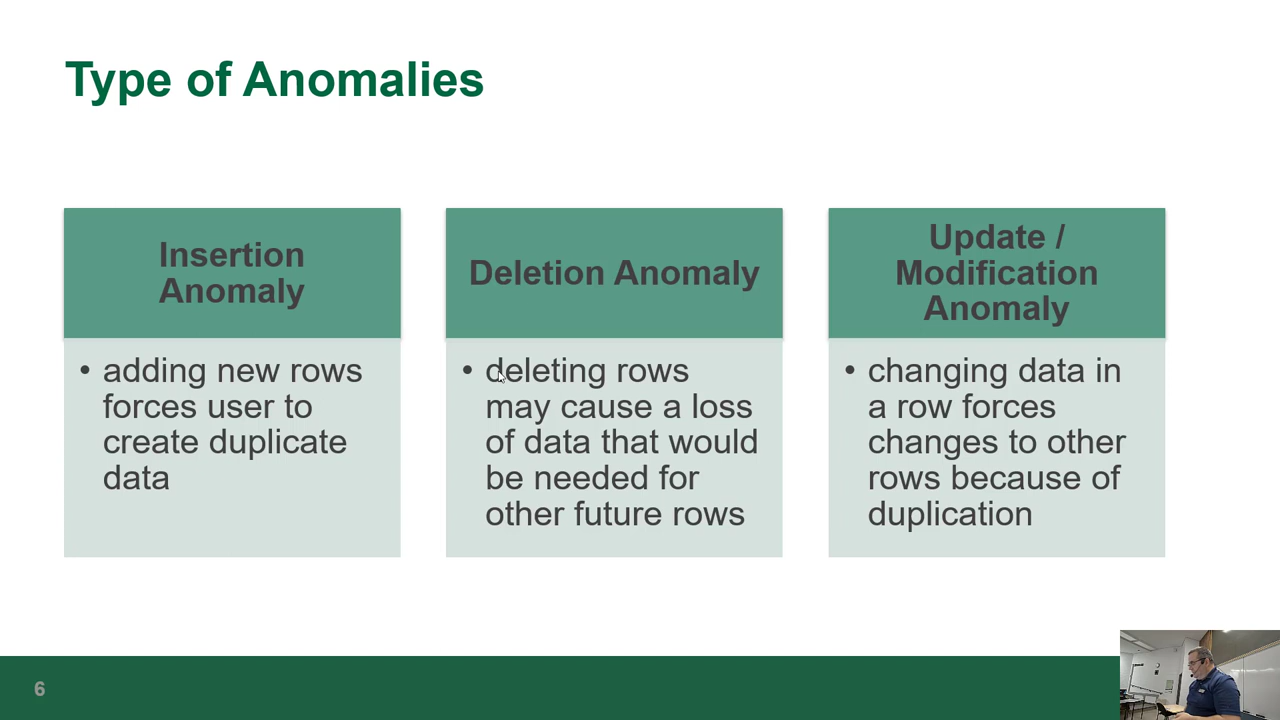 Type of Anomalies
Insertion
Anomaly
• adding new rows
forces user to
create duplicate
data
Deletion Anomaly
• deleting rows
may cause a loss
of data that would
be needed for
other future rows
Update /
Modification
Anomaly
• changing data in
a row forces
changes to other
rows because of
duplication
6